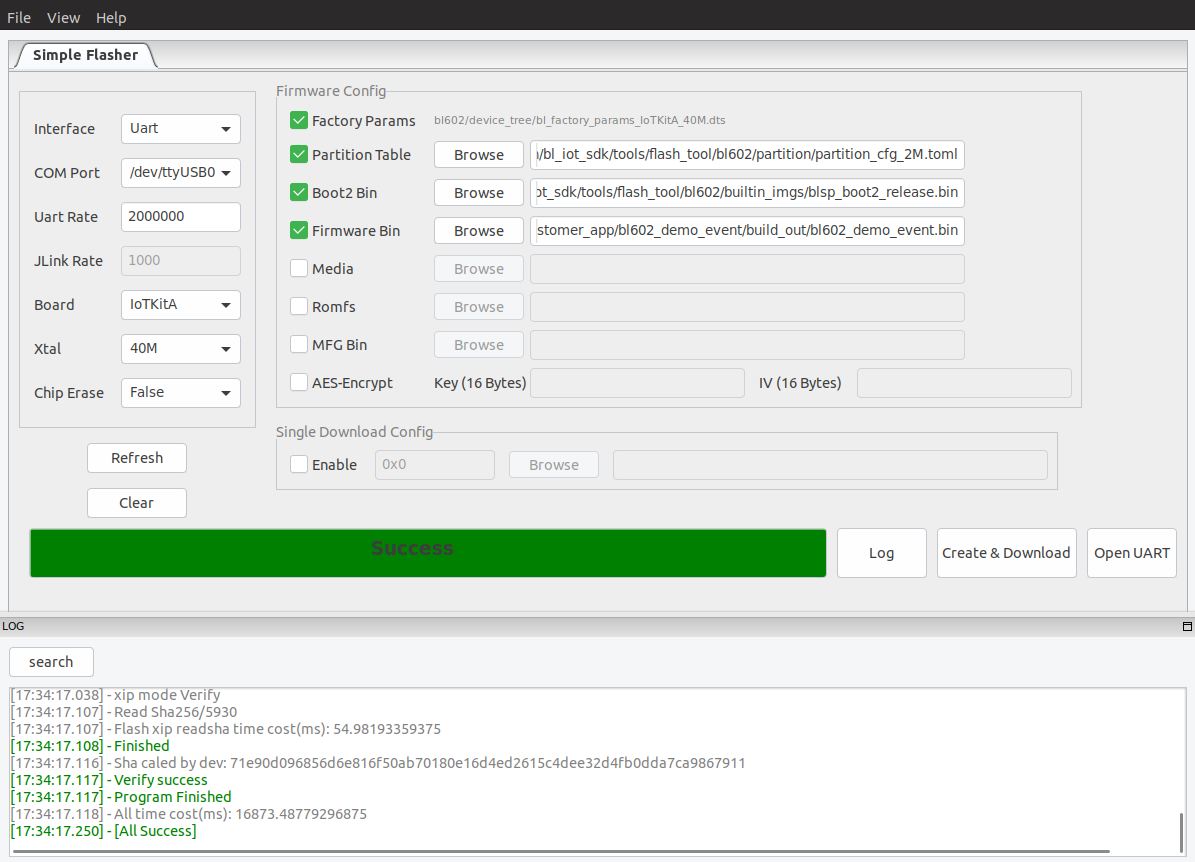 File View Help
Simple Flasher
Interface Uart
COM Port /dev/ttyUSB0
Uart Rate 2000000
JLink Rate 1000
Board IoTKitA
Xtal 40M
Chip Erase False
Refresh
Clear
Firmware Config
Factory Params bl602/device_tree/bl_factory_params_IoTKitA_40M.dts
Partition Table Browse /bl_iot_sdk/tools/flash_tool/bl602/partition/partition_cfg_2M.toml
Boot2 Bin Browse ot_sdk/tools/flash_tool/bl602/builtin_imgs/blsp_boot2_release.bin
Firmware Bin Browse stomer_app/bl602_demo_event/build_out/bl602_demo_event.bin
Media Browse
Romfs Browse
MFG Bin Browse
AES-Encrypt Key (16 Bytes) IV (16 Bytes)
Single Download Config
Enable 0x0 Browse
Success Log Create & Download Open UART
LOG
search
[17:34:17.038] - xip mode Verify
[17:34:17.107] - Read Sha256/5930
[17:34:17.107] - Flash xip readsha time cost(ms): 54.98193359375
[17:34:17.108] - Finished
[17:34:17.116] - Sha caled by dev: 71e90d096856d6e816f50ab70180e16d4ed2615c4dee32d4fb0dda7ca9867911
[17:34:17.117] - Verify success
[17:34:17.117] - Program Finished
[17:34:17.118] - All time cost(ms): 16873.48779296875
[17:34:17.250] - [All Success]